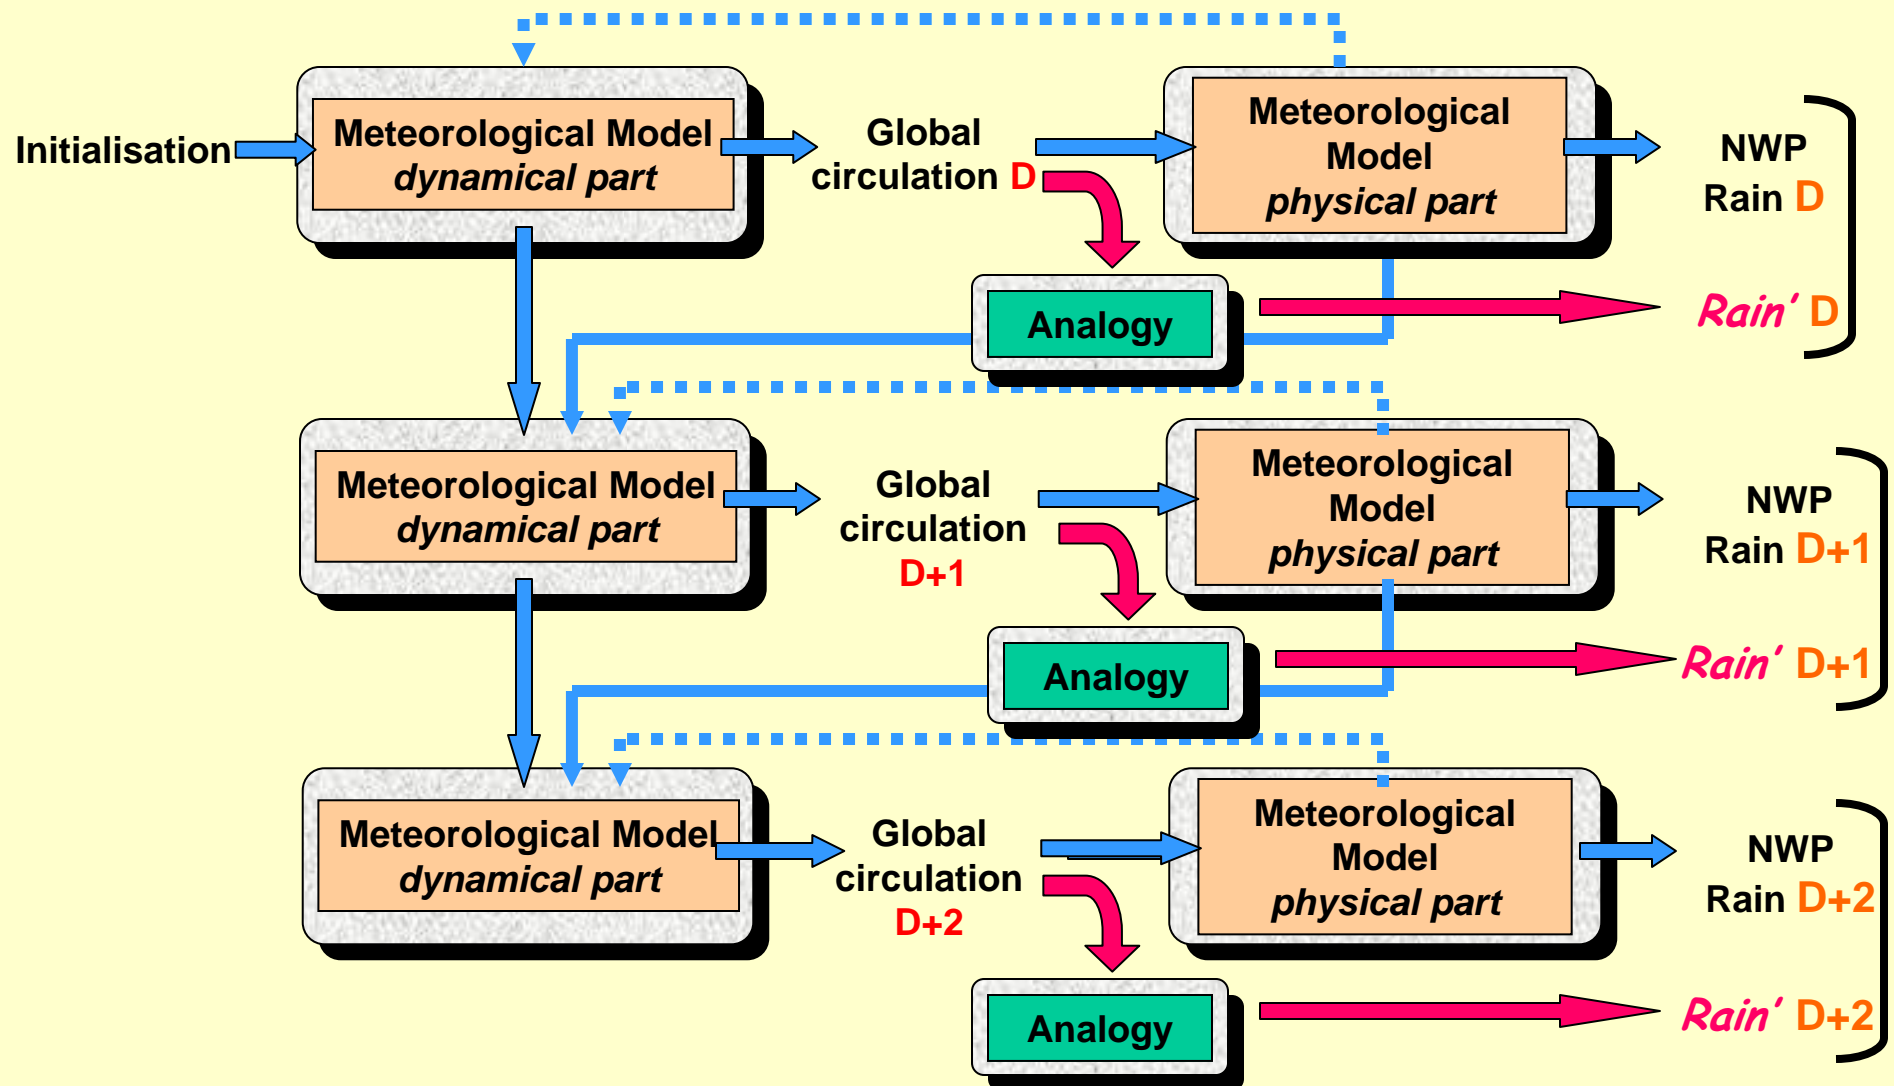 Initialisation
Meteorological Model
dynamical part
Global
circulation D
Meteorological
Model
physical part
NWP
Rain D
Analogy
Rain' D
Meteorological Model
dynamical part
Global
circulation
D+1
Meteorological
Model
physical part
NWP
Rain D+1
Analogy
Rain' D+1
Meteorological Model
dynamical part
Global
circulation
D+2
Meteorological
Model
physical part
NWP
Rain D+2
Analogy
Rain' D+2